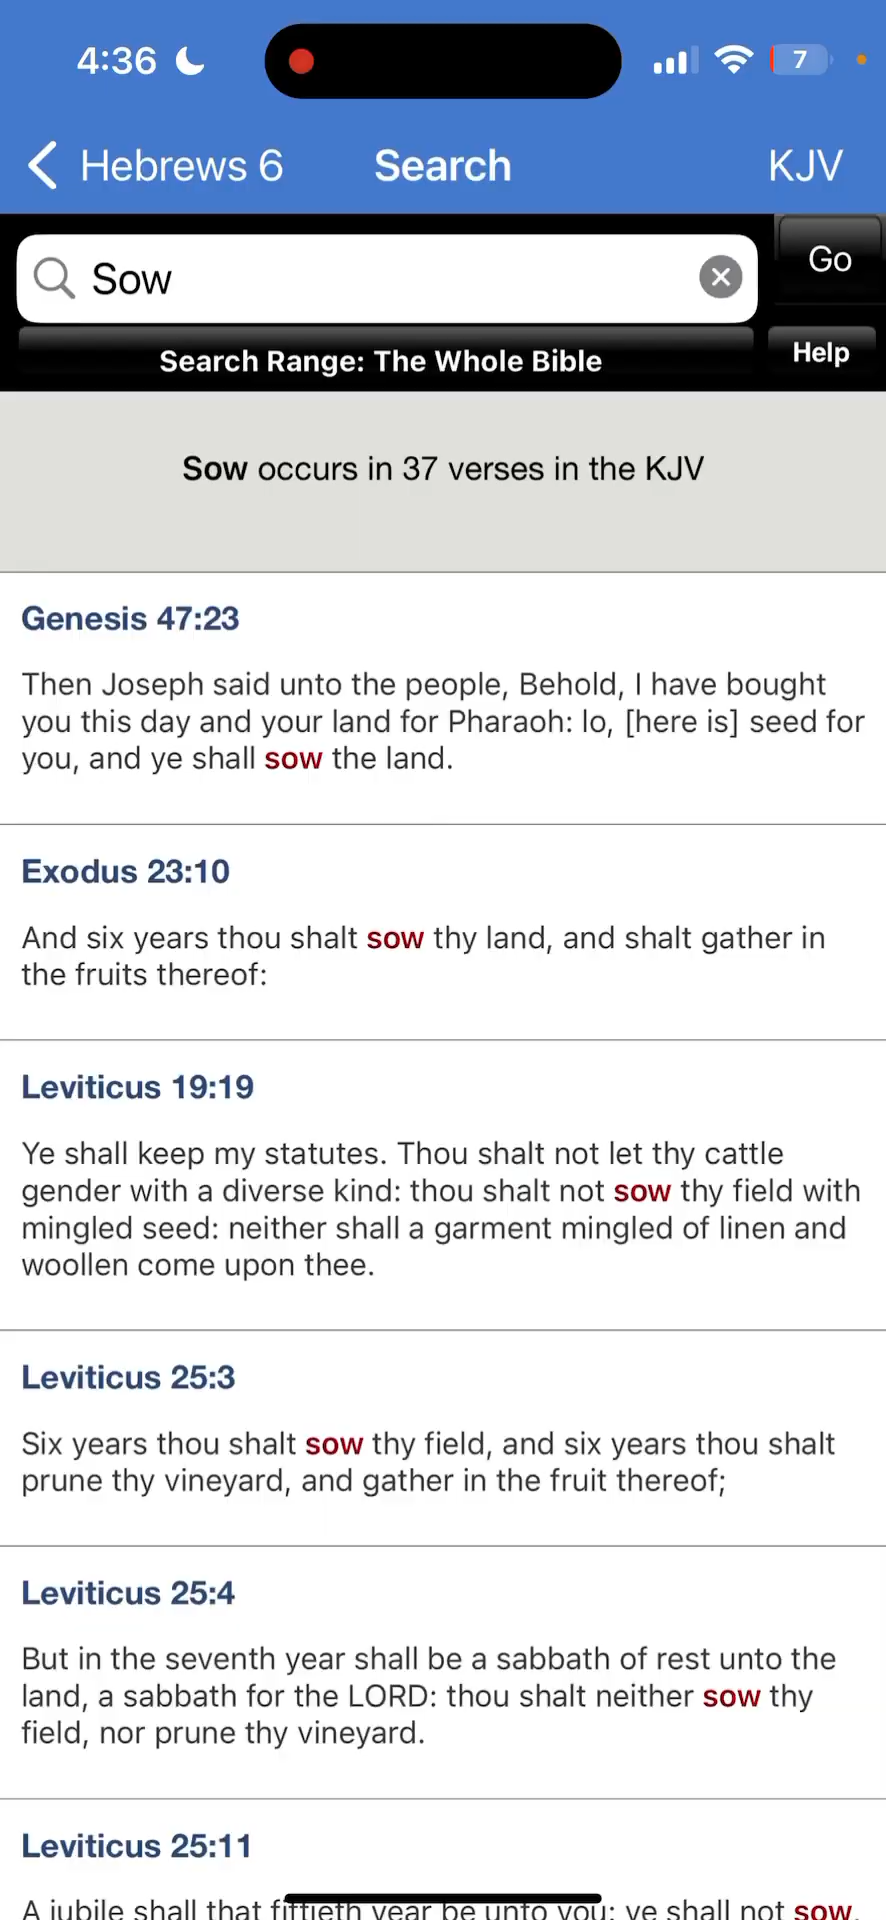 4:36
7
Hebrews 6
Search
KJV
Sow
Go
Search Range: The Whole Bible
Help
Sow occurs in 37 verses in the KJV
Genesis 47:23
Then Joseph said unto the people, Behold, I have bought
you this day and your land for Pharaoh: lo, [here is] seed for
you, and ye shall sow the land.
Exodus 23:10
And six years thou shalt sow thy land, and shalt gather in
the fruits thereof:
Leviticus 19:19
Ye shall keep my statutes. Thou shalt not let thy cattle
gender with a diverse kind: thou shalt not sow thy field with
mingled seed: neither shall a garment mingled of linen and
woollen come upon thee.
Leviticus 25:3
Six years thou shalt sow thy field, and six years thou shalt
prune thy vineyard, and gather in the fruit thereof;
Leviticus 25:4
But in the seventh year shall be a sabbath of rest unto the
land, a sabbath for the LORD: thou shalt neither sow thy
field, nor prune thy vineyard.
Leviticus 25:11
A jubile shall that fiftieth year be unto you: ye shall not sow,